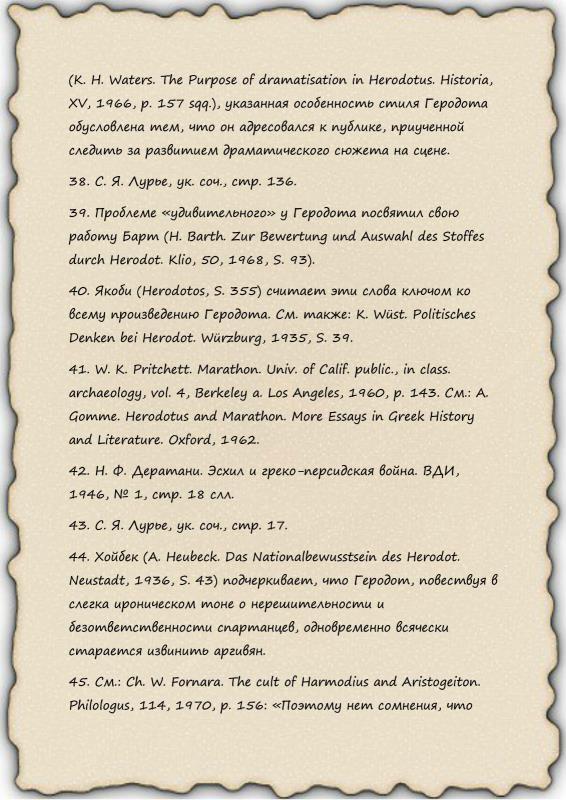 (K. H. Waters. The Purpose of dramatisation in Herodotus. Historia,
XV, 1966, p. 157 sqq.), указанная особенность стиля Геродота
обусловлена тем, что он адресовался к публике, приученной
следить за развитием драматического сюжета на сцене.
38. С. Я. Лурье, ук. соч., стр. 136.
39. Проблеме «удивительного» у Геродота посвятил свою
работу Барт (H. Barth. Zur Bewertung und Auswahl des Stoffes
durch Herodot. Klio, 50, 1968, S. 93).
40. Якоби (Herodotos, S. 355) считает эти слова ключом ко
всему произведению Геродота. См. также: K. Wüst. Politisches
Denken bei Herodot. Würzburg, 1935, S. 39.
41. W. K. Pritchett. Marathon. Univ. of Calif. public., in class.
archaeology, vol. 4, Berkeley a. Los Angeles, 1960, p. 143. См.: A.
Gomme. Herodotus and Marathon. More Essays in Greek History
and Literature. Oxford, 1962.
42. Н. Ф. Дератани. Эсхил и греко-персидская война. ВДИ,
1946, № 1, стр. 18 слл.
43. С. Я. Лурье, ук. соч., стр. 17.
44. Хойбек (A. Heubeck. Das Nationalbewusstsein des Herodot.
Neustadt, 1936, S. 43) подчеркивает, что Геродот, повествуя в
слегка ироническом тоне о нерешительности и
безответственности спартанцев, одновременно всячески
старается извинить аргивян.
45. См.: Ch. W. Fornara. The cult of Harmodius and Aristogeiton.
Philologus, 114, 1970, p. 156: «Поэтому нет сомнения, что